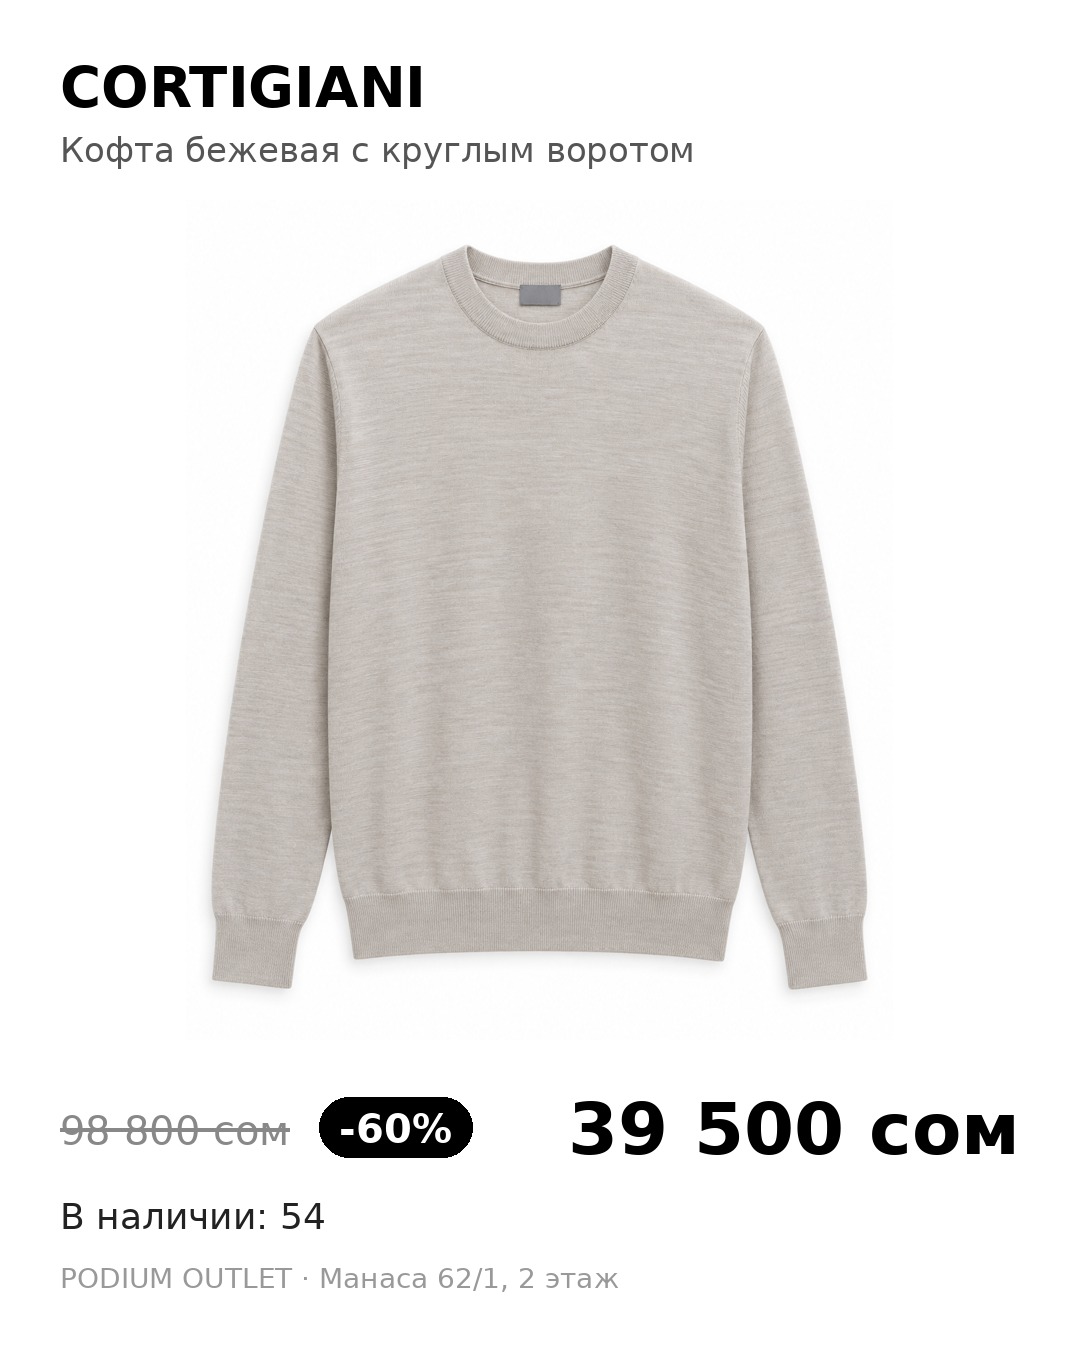 CORTIGIANI
Кофта бежевая с круглым воротом
98 800 сом -60% 39 500 сом
В наличии: 54
PODIUM OUTLET · Манаса 62/1, 2 этаж